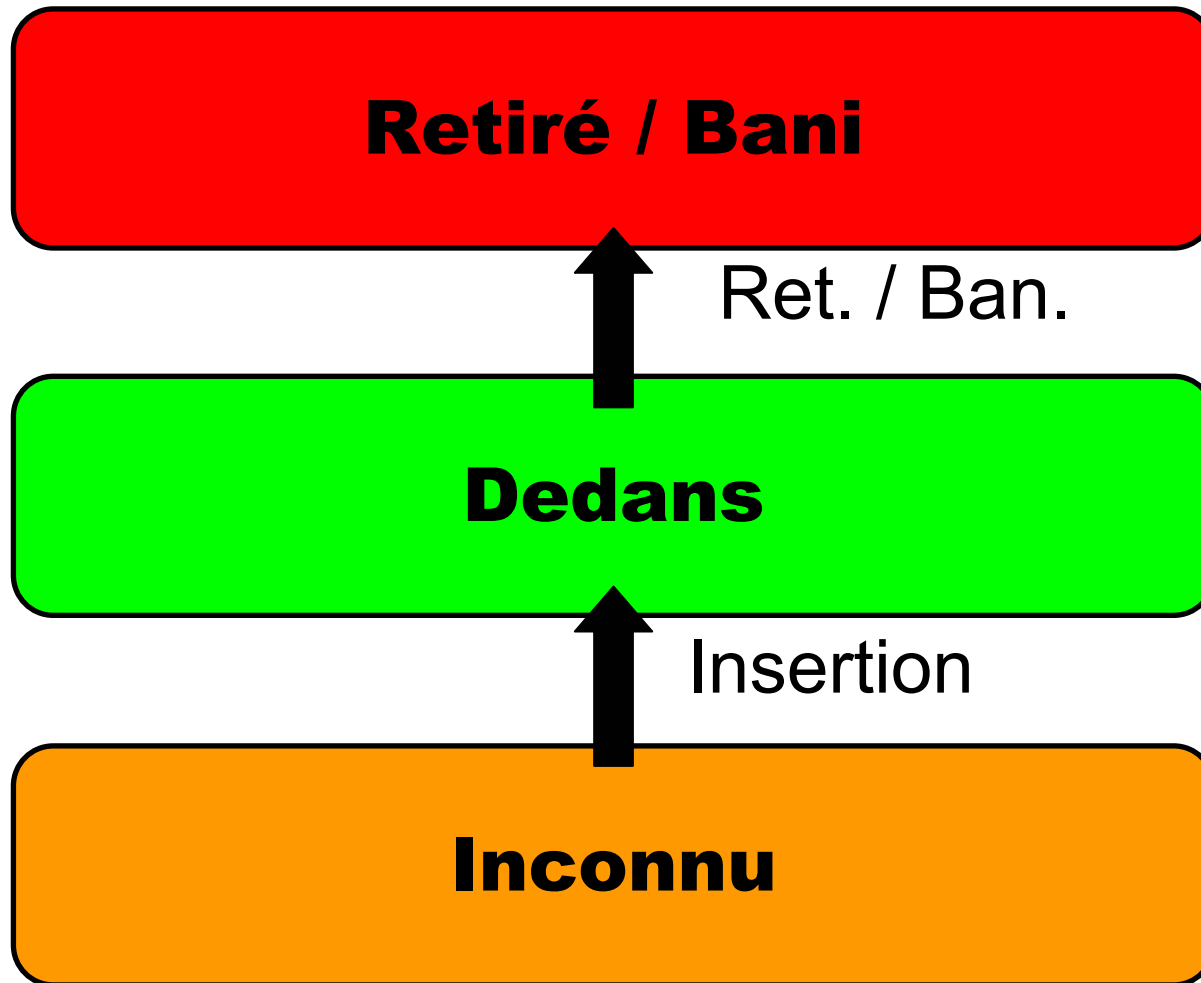 Retiré / Bani
Ret. / Ban.
Dedans
Insertion
Inconnu